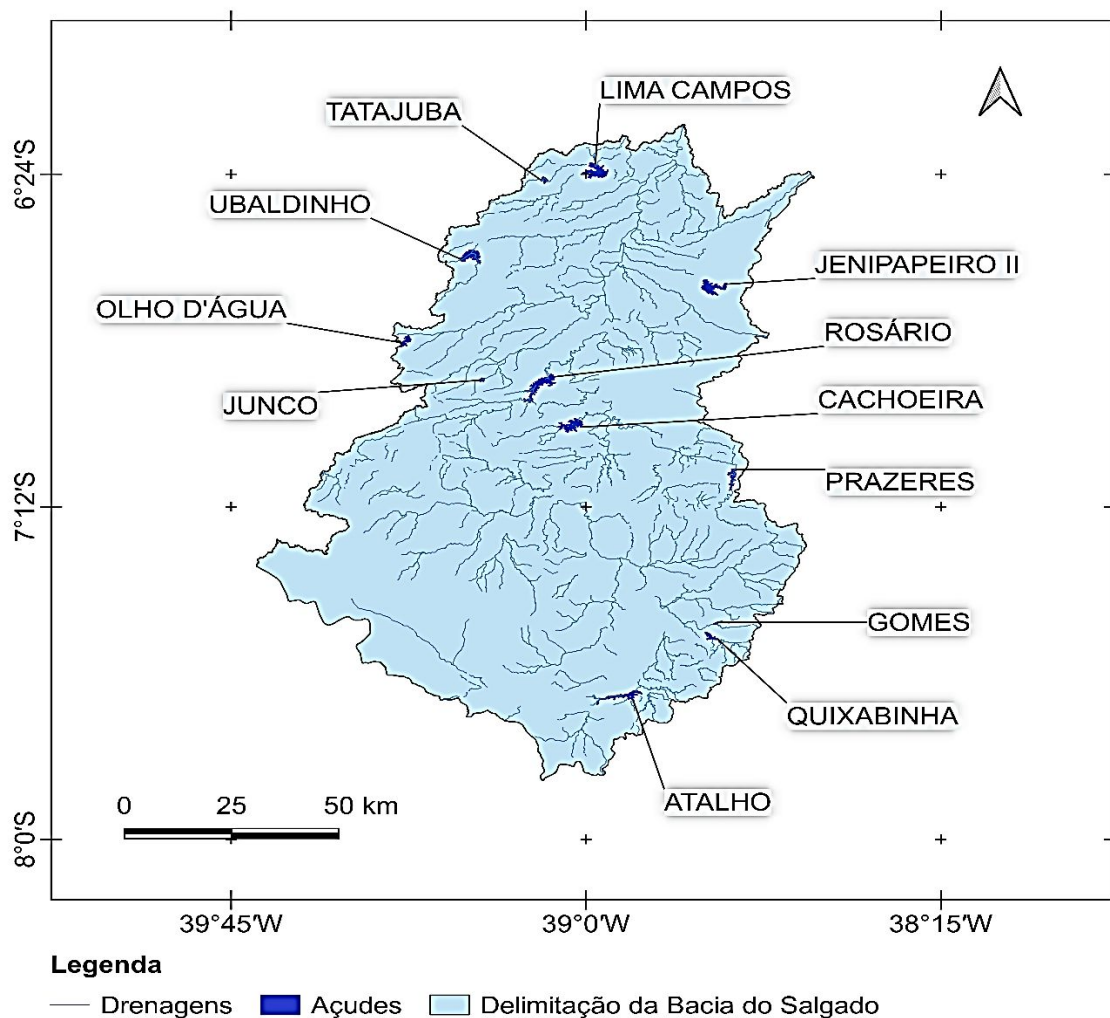 LIMA CAMPOS
TATAJUBA
6°24'S
UBALDINHO
JENIPAPEIRO II
OLHO D'ÁGUA
ROSÁRIO
JUNCO
CACHOEIRA
PRAZERES
7°12'S
GOMES
QUIXABINHA
ATALHO
0 25 50 km
8°0'S
39°45'W 39°0'W 38°15'W
Legenda
Drenagens Açudes Delimitação da Bacia do Salgado